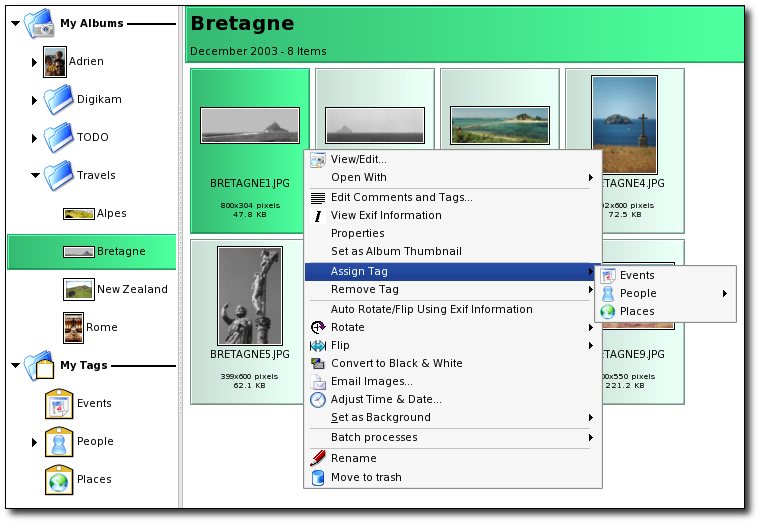 My Albums
Adrien
Digikam
TODO
Travels
Alpes
Bretagne
New Zealand
Rome
My Tags
Events
People
Places
Bretagne
December 2003 - 8 Items
BRETAGNE1.JPG
800x304 pixels
47.8 KB
TAGNE4.JPG
2x600 pixels
72.5 KB
BRETAGNE5.JPG
399x600 pixels
62.1 KB
TAGNE9.JPG
0x550 pixels
221.2 KB
View/Edit...
Open With
Edit Comments and Tags...
View Exif Information
Properties
Set as Album Thumbnail
Assign Tag
Remove Tag
Auto Rotate/Flip Using Exif Information
Rotate
Flip
Convert to Black & White
Email Images...
Adjust Time & Date...
Set as Background
Batch processes
Rename
Move to trash
Events
People
Places